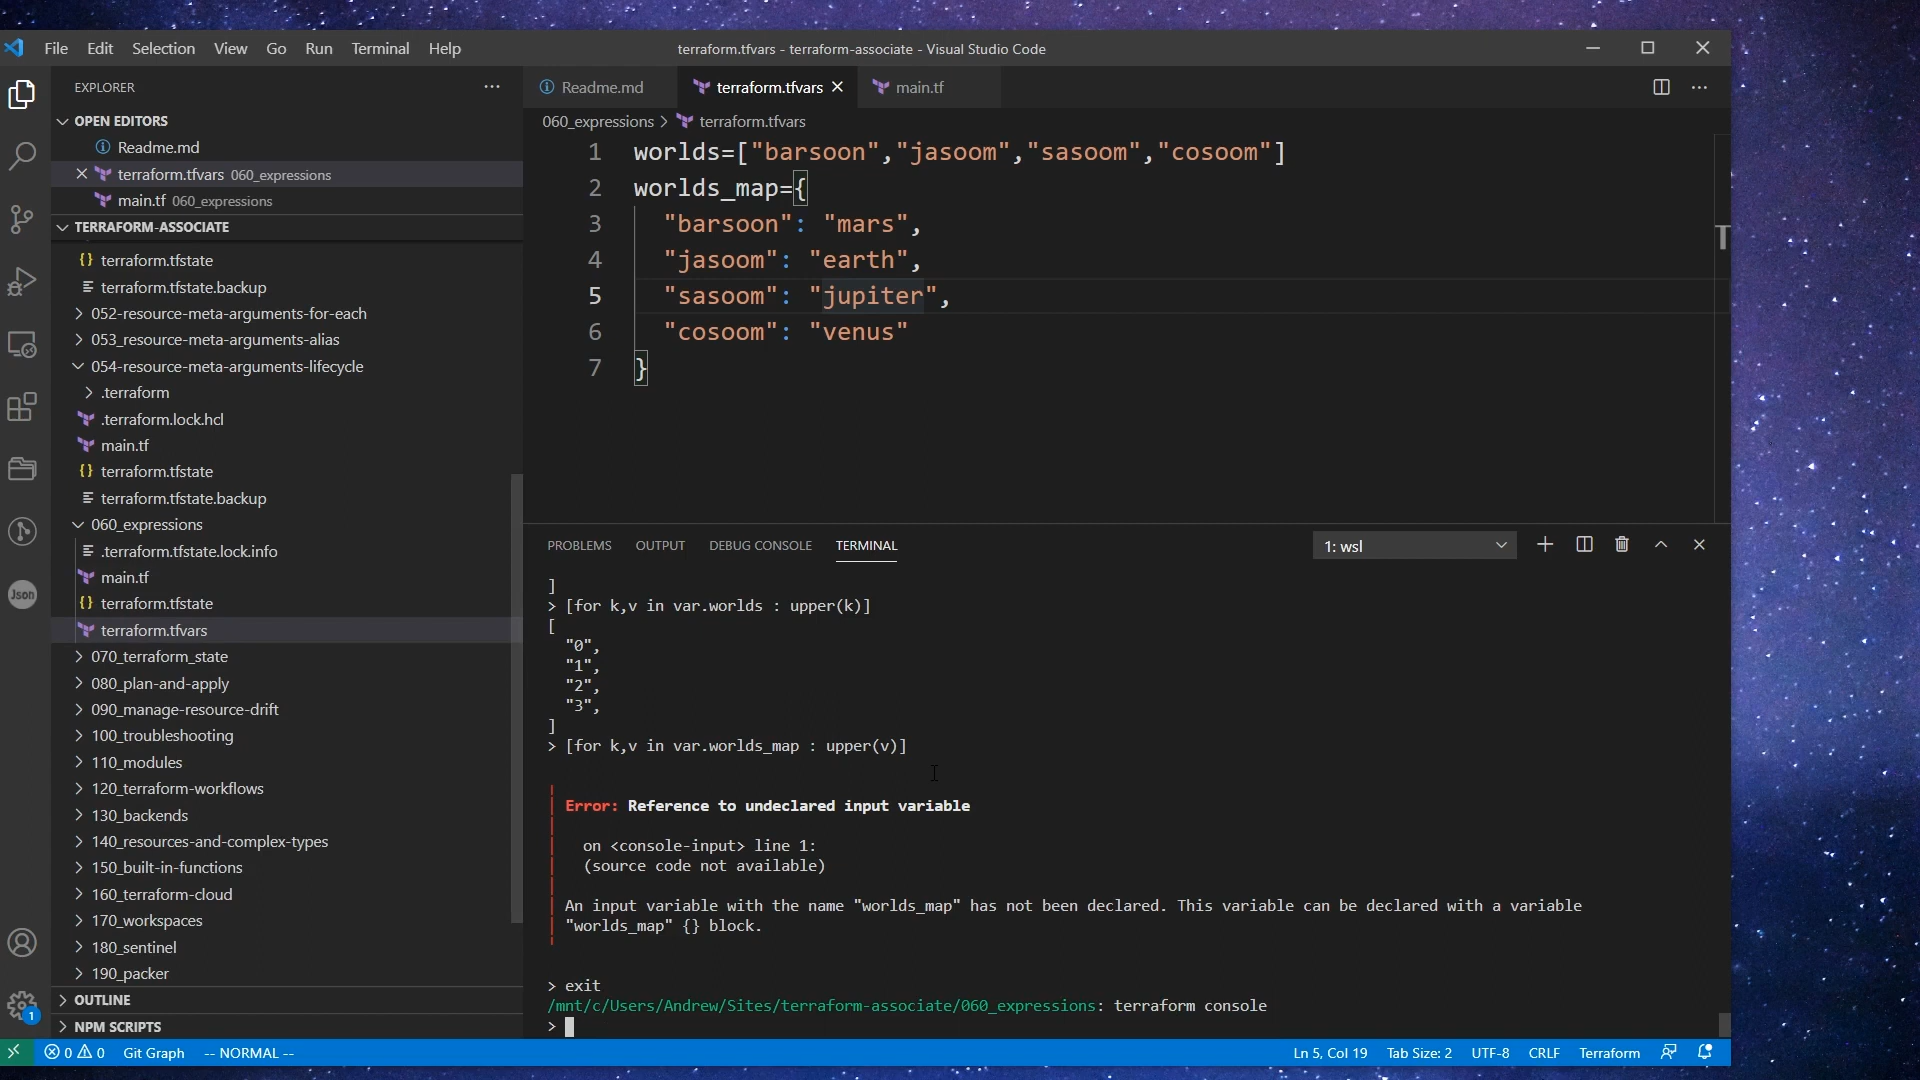 File Edit Selection View Go Run Terminal Help
terraform.tfvars - terraform-associate - Visual Studio Code
EXPLORER
OPEN EDITORS
Readme.md
terraform.tfvars 060_expressions
main.tf 060_expressions
TERRAFORM-ASSOCIATE
terraform.tfstate
terraform.tfstate.backup
052-resource-meta-arguments-for-each
053_resource-meta-arguments-alias
054-resource-meta-arguments-lifecycle
.terraform
.terraform.lock.hcl
main.tf
terraform.tfstate
terraform.tfstate.backup
060_expressions
.terraform.tfstate.lock.info
main.tf
terraform.tfstate
terraform.tfvars
070_terraform_state
080_plan-and-apply
090_manage-resource-drift
100_troubleshooting
110_modules
120_terraform-workflows
130_backends
140_resources-and-complex-types
150_built-in-functions
160_terraform-cloud
170_workspaces
180_sentinel
190_packer
OUTLINE
NPM SCRIPTS
Json
1
Readme.md terraform.tfvars main.tf
060_expressions > terraform.tfvars
1 worlds=["barsoon","jasoom","sasoom","cosoom"]
2 worlds_map={
3 "barsoon": "mars",
4 "jasoom": "earth",
5 "sasoom": "jupiter",
6 "cosoom": "venus"
7 }
T
PROBLEMS OUTPUT DEBUG CONSOLE TERMINAL 1: wsl
]
> [for k,v in var.worlds : upper(k)]
[
"0",
"1",
"2",
"3",
]
> [for k,v in var.worlds_map : upper(v)]
Error: Reference to undeclared input variable
on <console-input> line 1:
(source code not available)
An input variable with the name "worlds_map" has not been declared. This variable can be declared with a variable
"worlds_map" {} block.
> exit
/mnt/c/Users/Andrew/Sites/terraform-associate/060_expressions: terraform console
>
0 0 Git Graph -- NORMAL -- Ln 5, Col 19 Tab Size: 2 UTF-8 CRLF Terraform